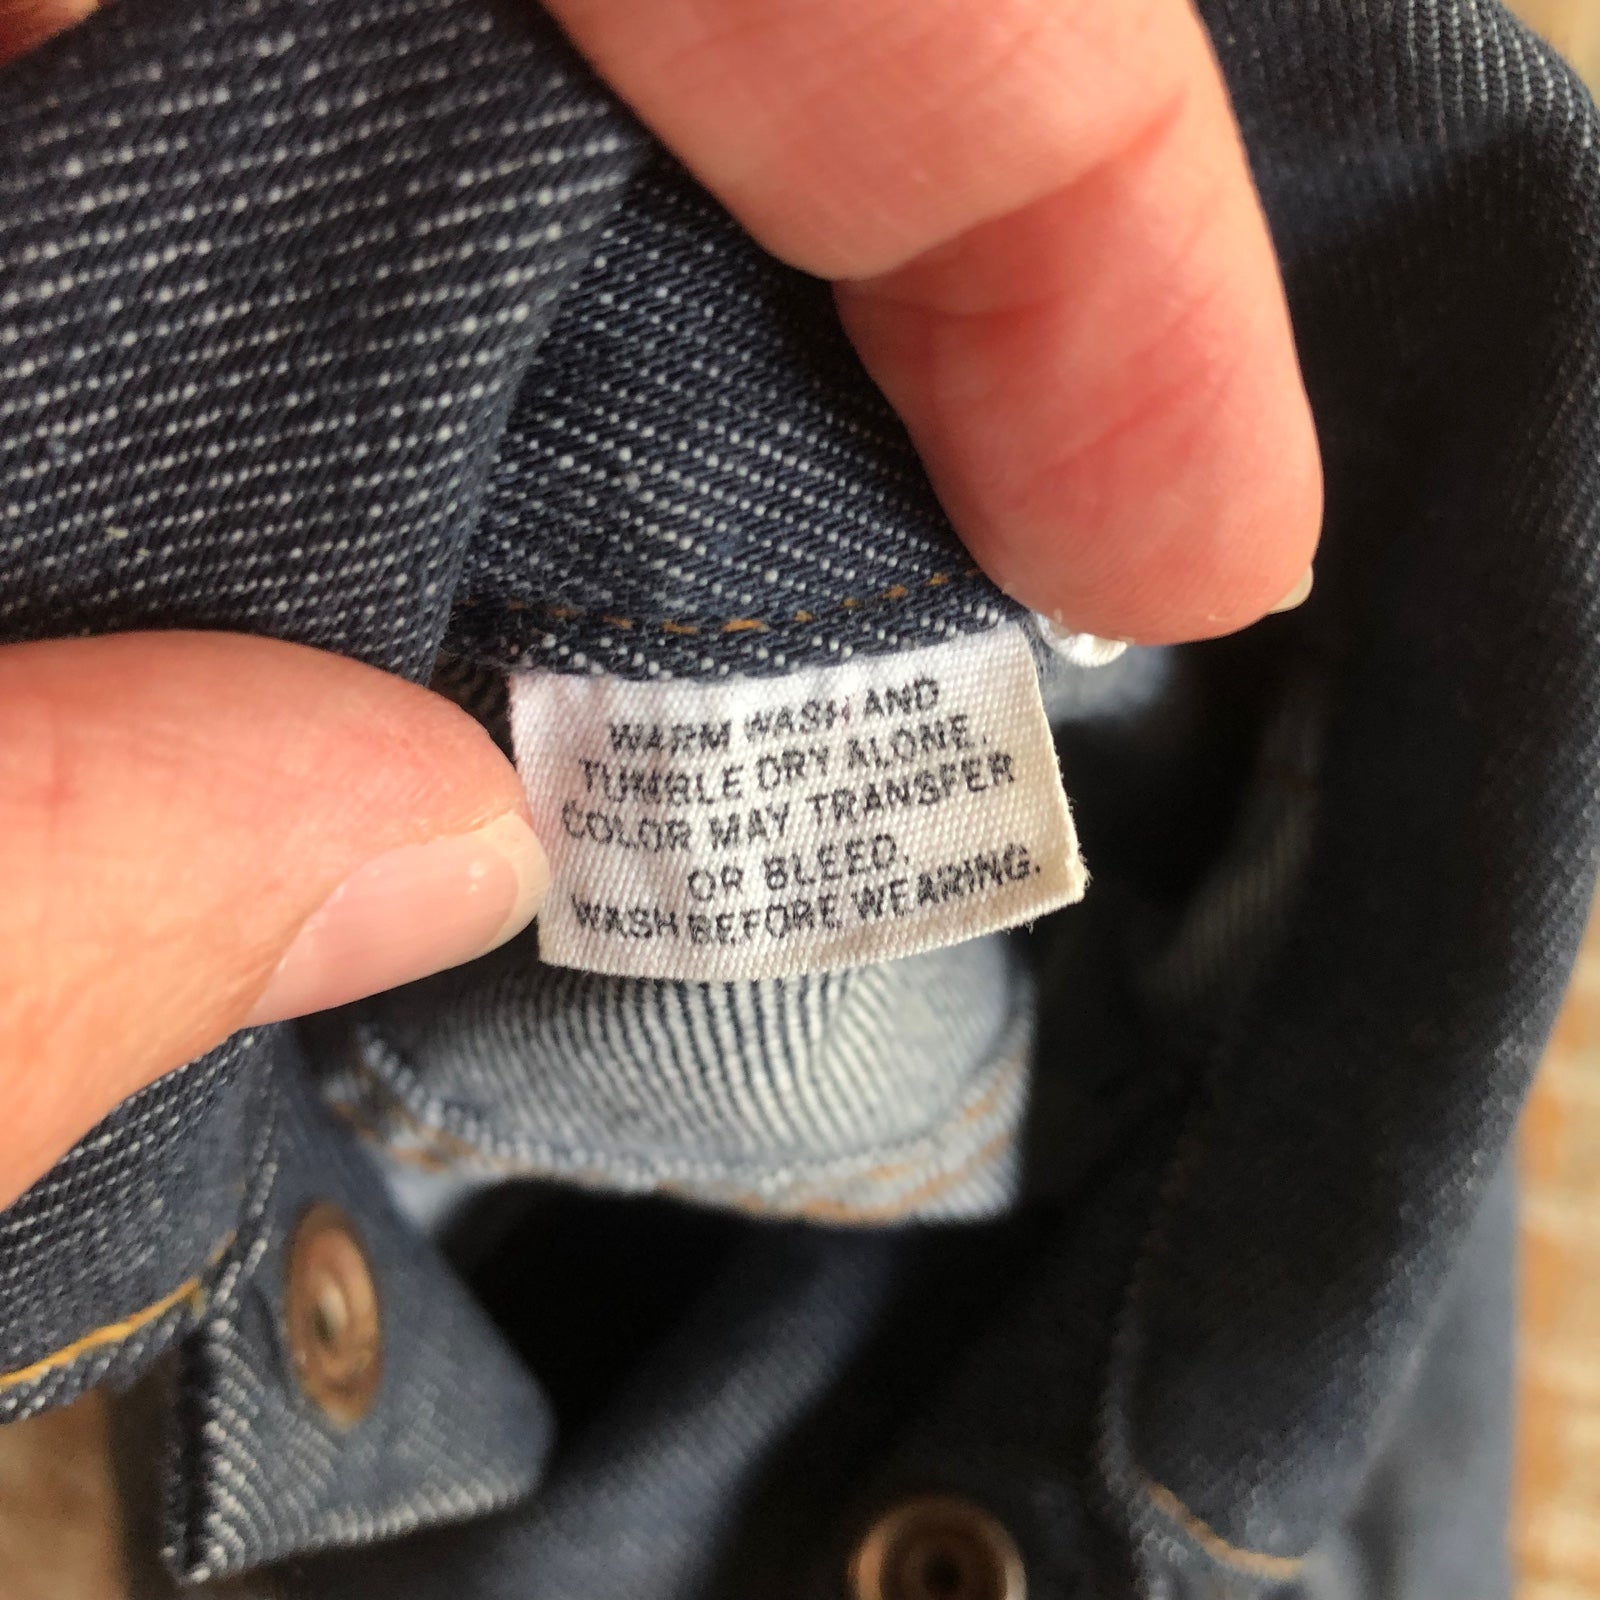 WARM WASH AND
TUMBLE DRY ALONE.
COLOR MAY TRANSFER
OR BLEED.
WASH BEFORE WEARING.